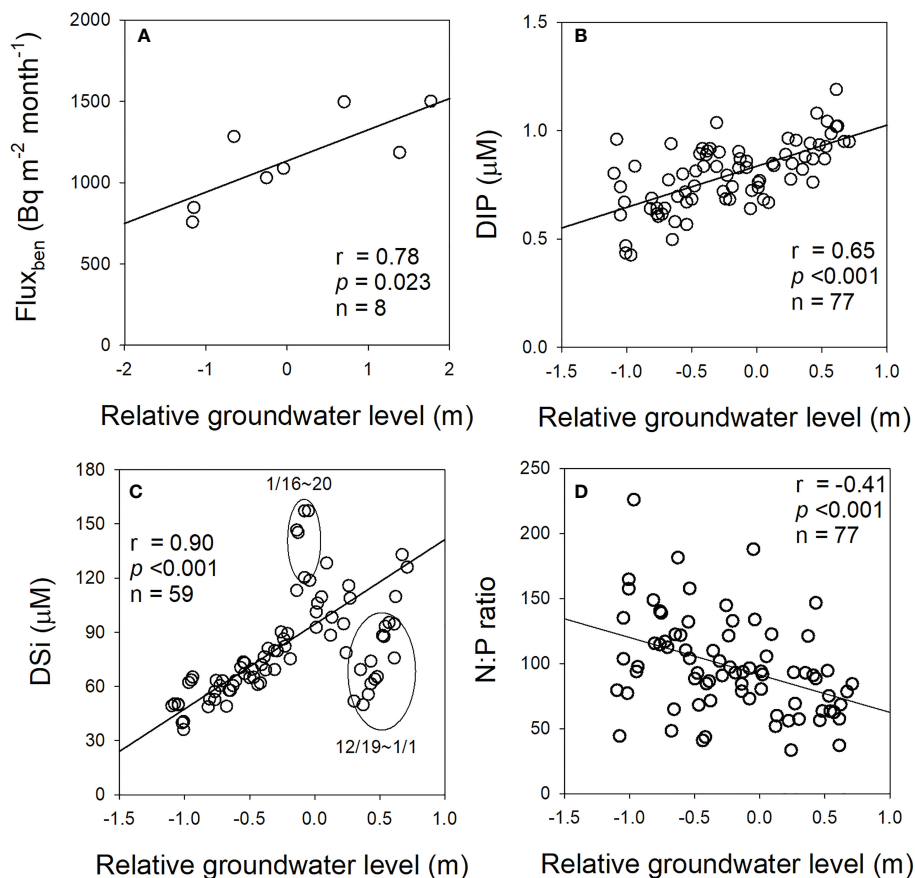 A
Flux_ben (Bq m⁻² month⁻¹)
2000
1500
1000
500
0
r = 0.78
p = 0.023
n = 8
-2 -1 0 1 2
Relative groundwater level (m)
B
DIP (µM)
1.5
1.0
0.5
0.0
r = 0.65
p <0.001
n = 77
-1.5 -1.0 -0.5 0.0 0.5 1.0
Relative groundwater level (m)
C
DSi (µM)
180
150
120
90
60
30
0
1/16~20
r = 0.90
p <0.001
n = 59
12/19~1/1
-1.5 -1.0 -0.5 0.0 0.5 1.0
Relative groundwater level (m)
D
N:P ratio
250
200
150
100
50
0
r = -0.41
p <0.001
n = 77
-1.5 -1.0 -0.5 0.0 0.5 1.0
Relative groundwater level (m)